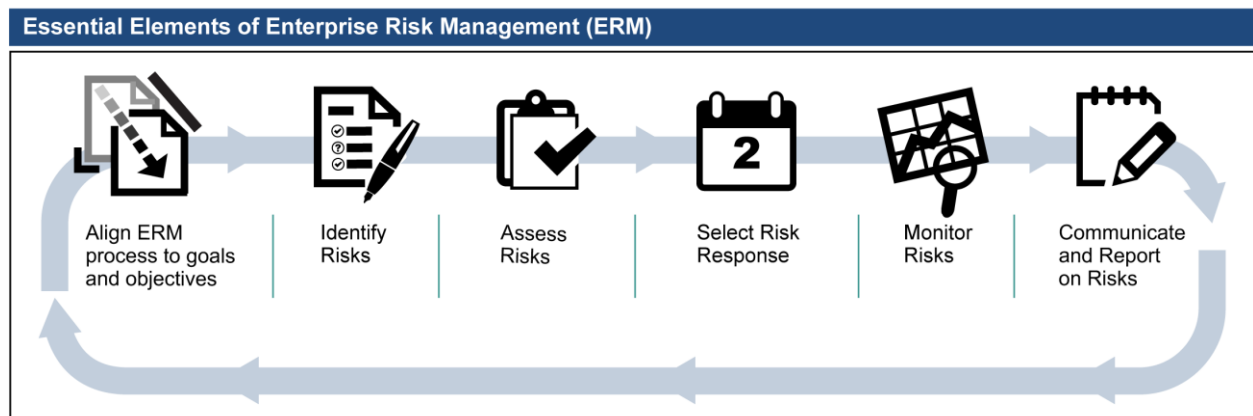 Essential Elements of Enterprise Risk Management (ERM)
2
Align ERM
process to goals
and objectives
Identify
Risks
Assess
Risks
Select Risk
Response
Monitor
Risks
Communicate
and Report
on Risks